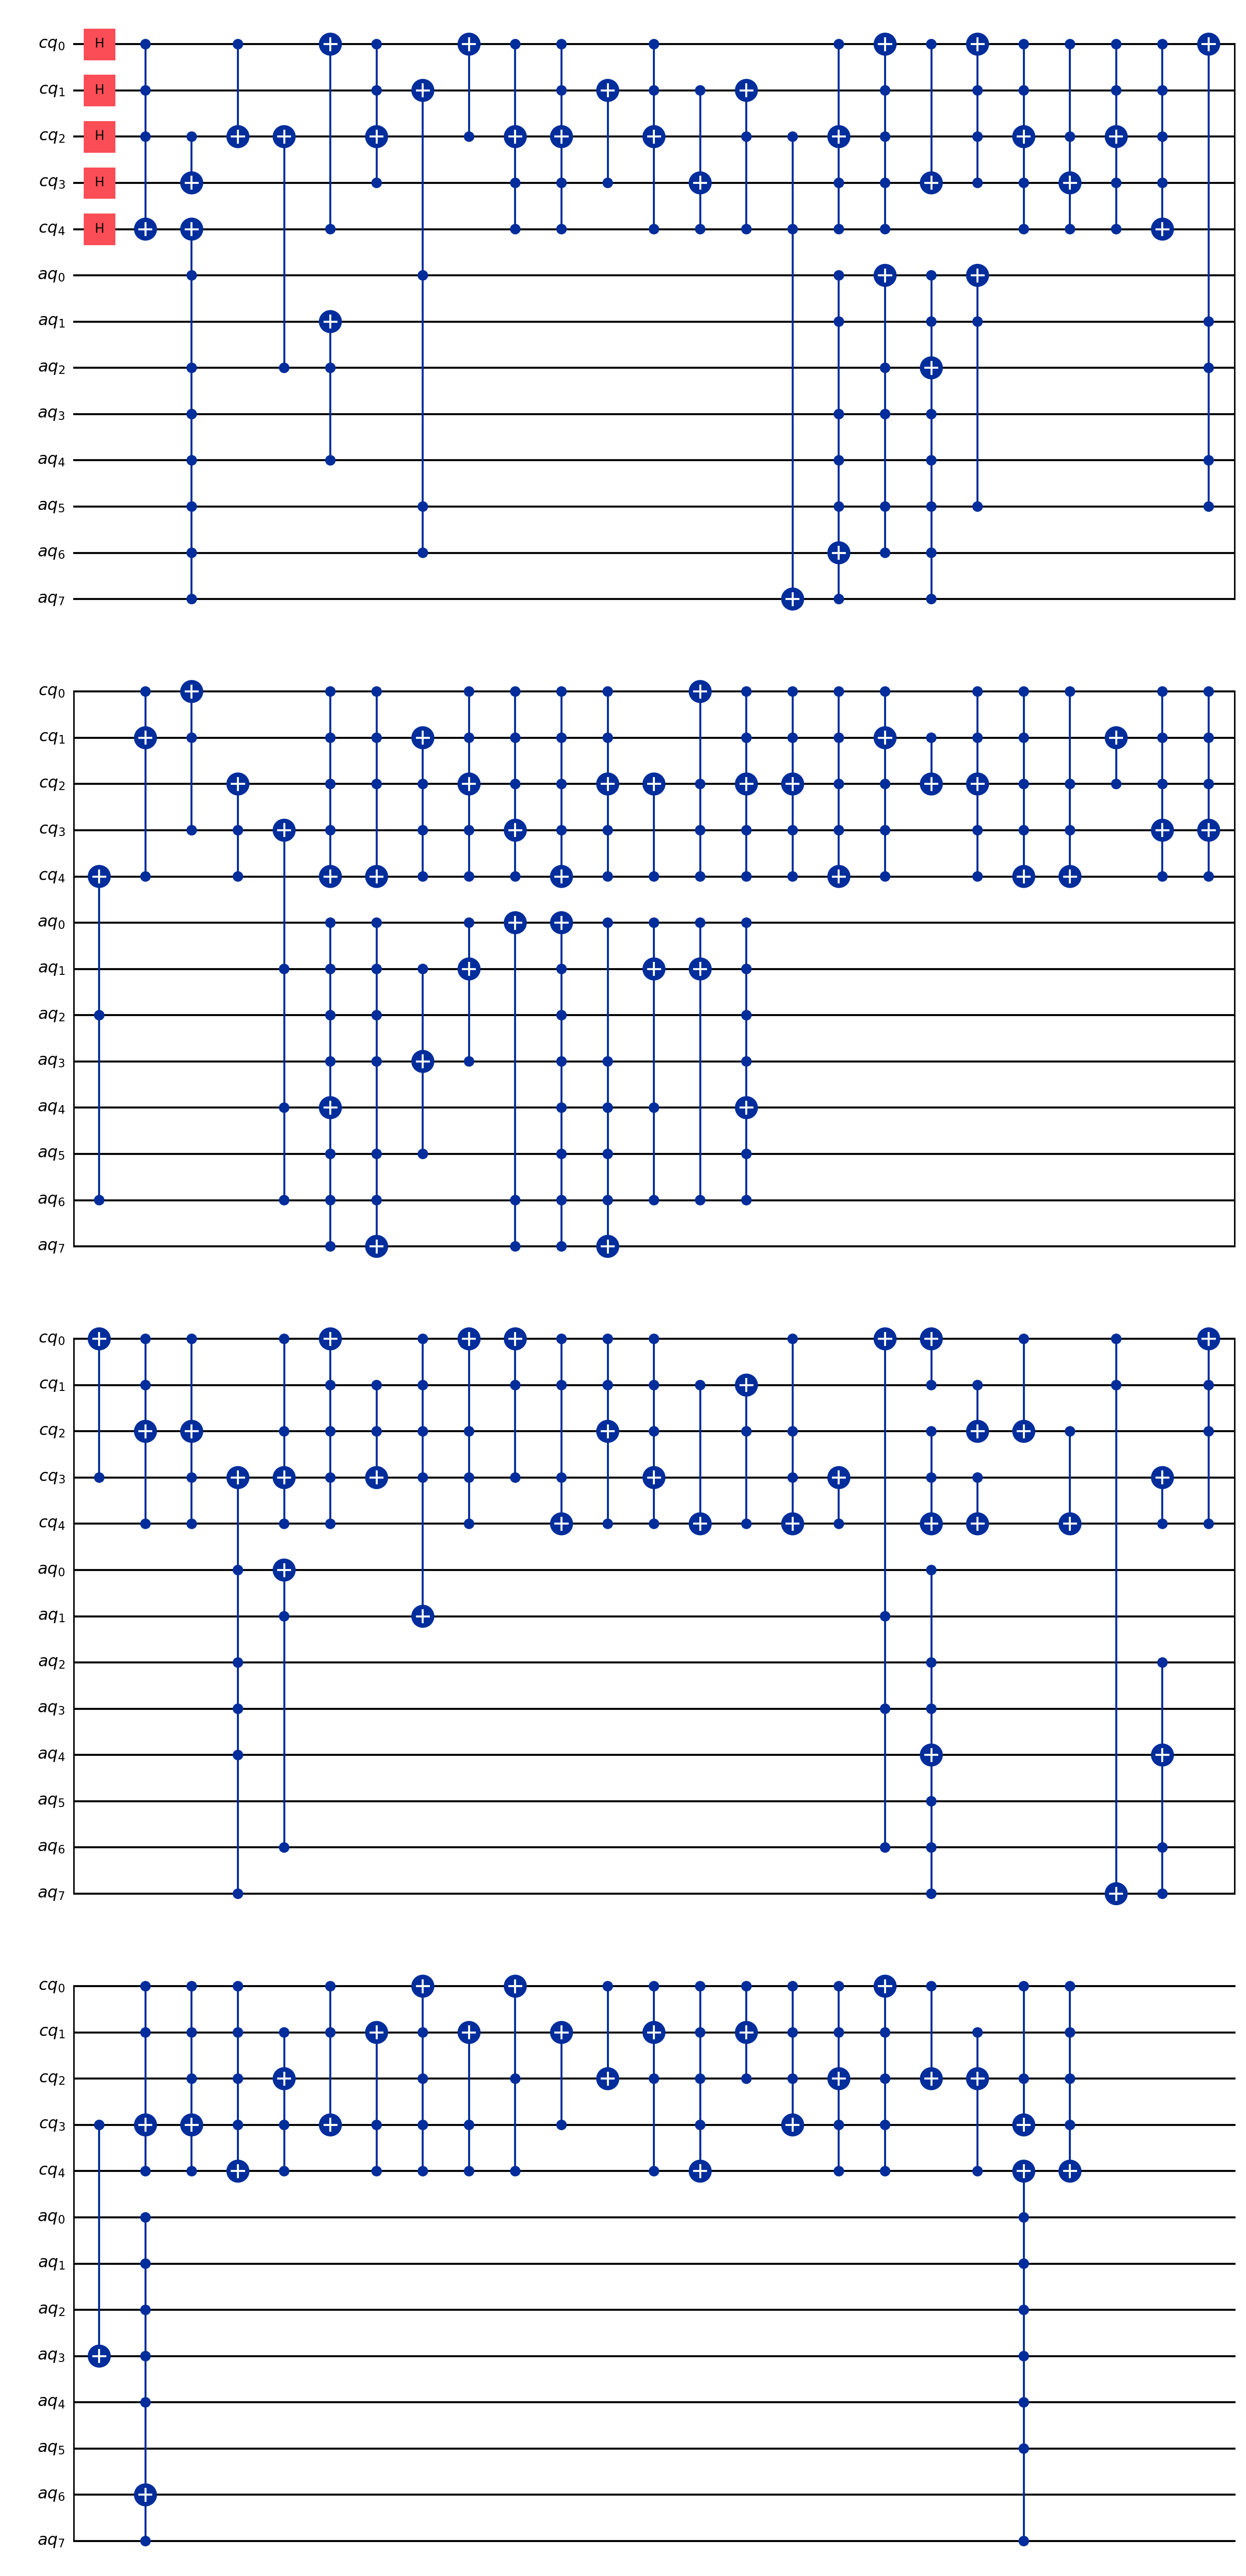 cq₀ H
cq₁ H
cq₂ H
cq₃ H
cq₄ H
aq₀
aq₁
aq₂
aq₃
aq₄
aq₅
aq₆
aq₇
cq₀
cq₁
cq₂
cq₃
cq₄
aq₀
aq₁
aq₂
aq₃
aq₄
aq₅
aq₆
aq₇
cq₀
cq₁
cq₂
cq₃
cq₄
aq₀
aq₁
aq₂
aq₃
aq₄
aq₅
aq₆
aq₇
cq₀
cq₁
cq₂
cq₃
cq₄
aq₀
aq₁
aq₂
aq₃
aq₄
aq₅
aq₆
aq₇